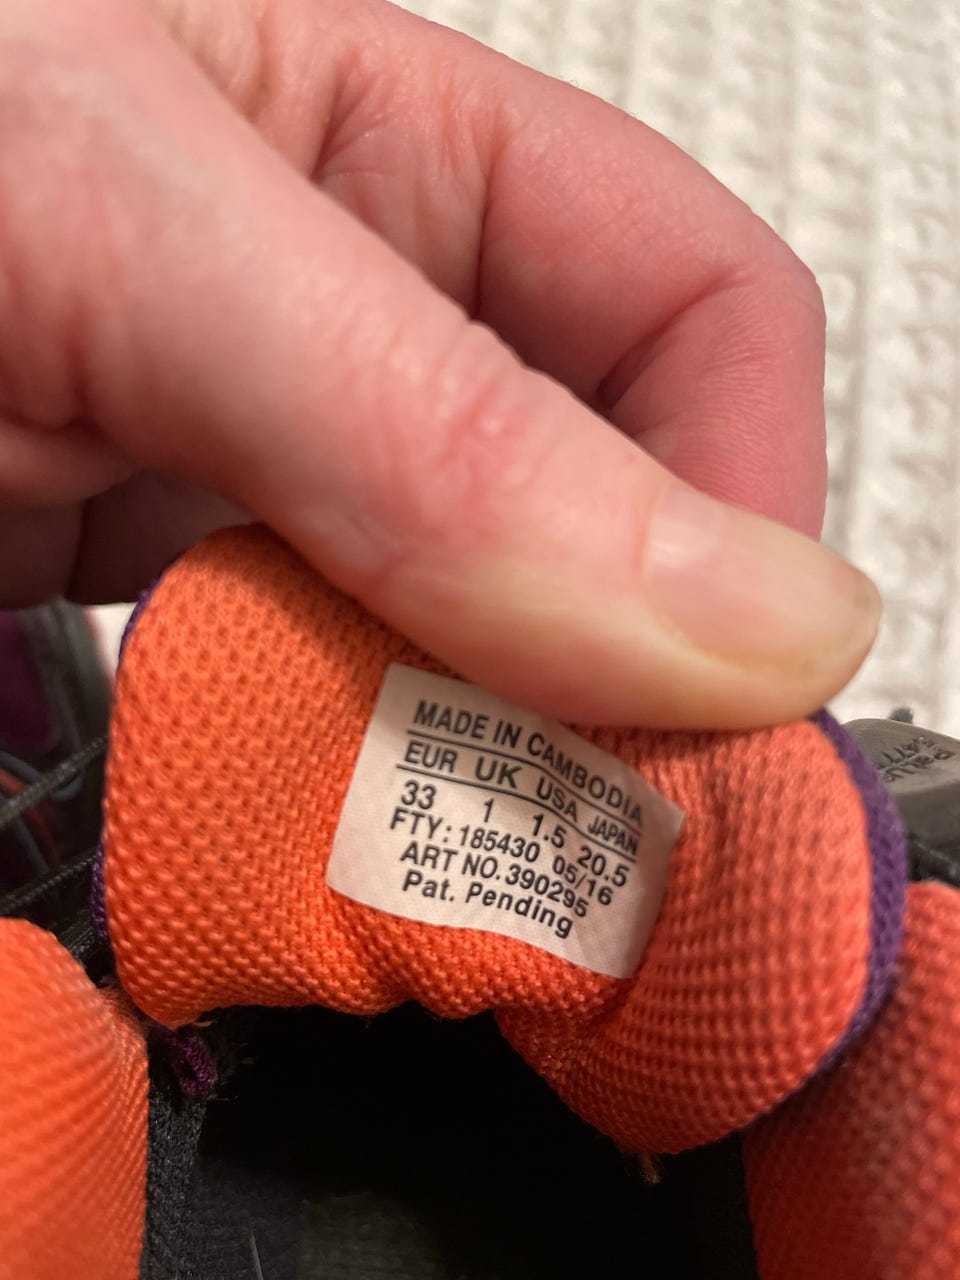 MADE IN CAMBODIA
EUR UK USA JAPAN
33 1 1.5 20.5
FTY: 185430 05/16
ART NO. 390295
Pat. Pending